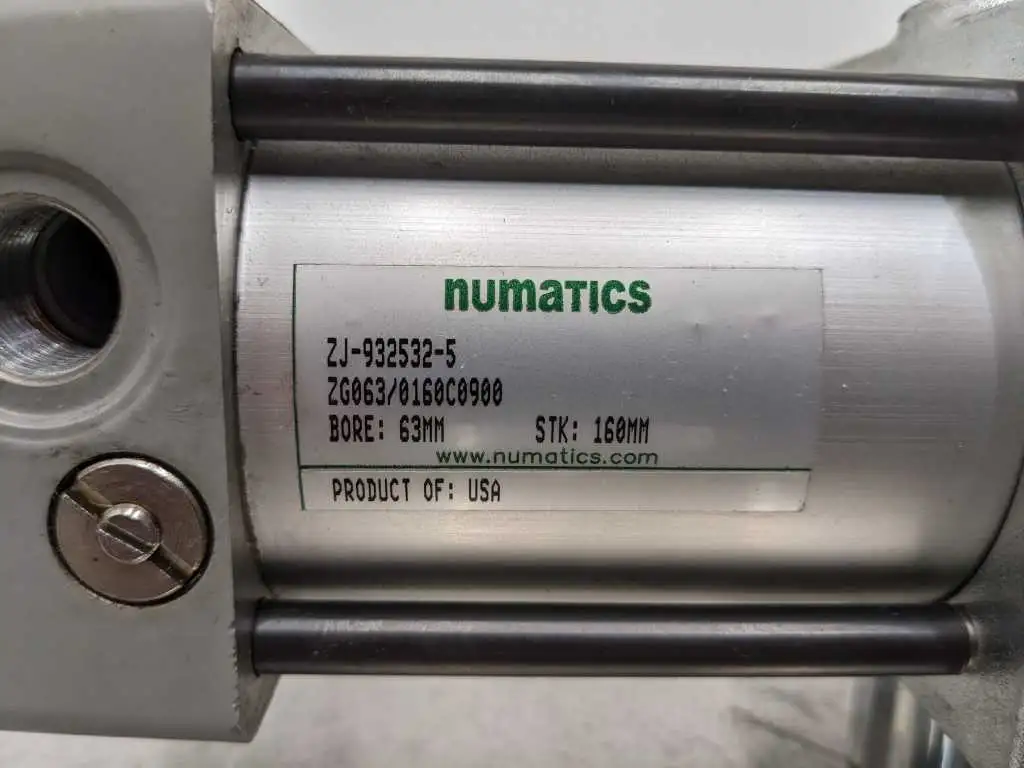 numatics
ZJ-932532-5
ZG063/0160C0900
BORE: 63MM STK: 160MM
www.numatics.com
PRODUCT OF: USA